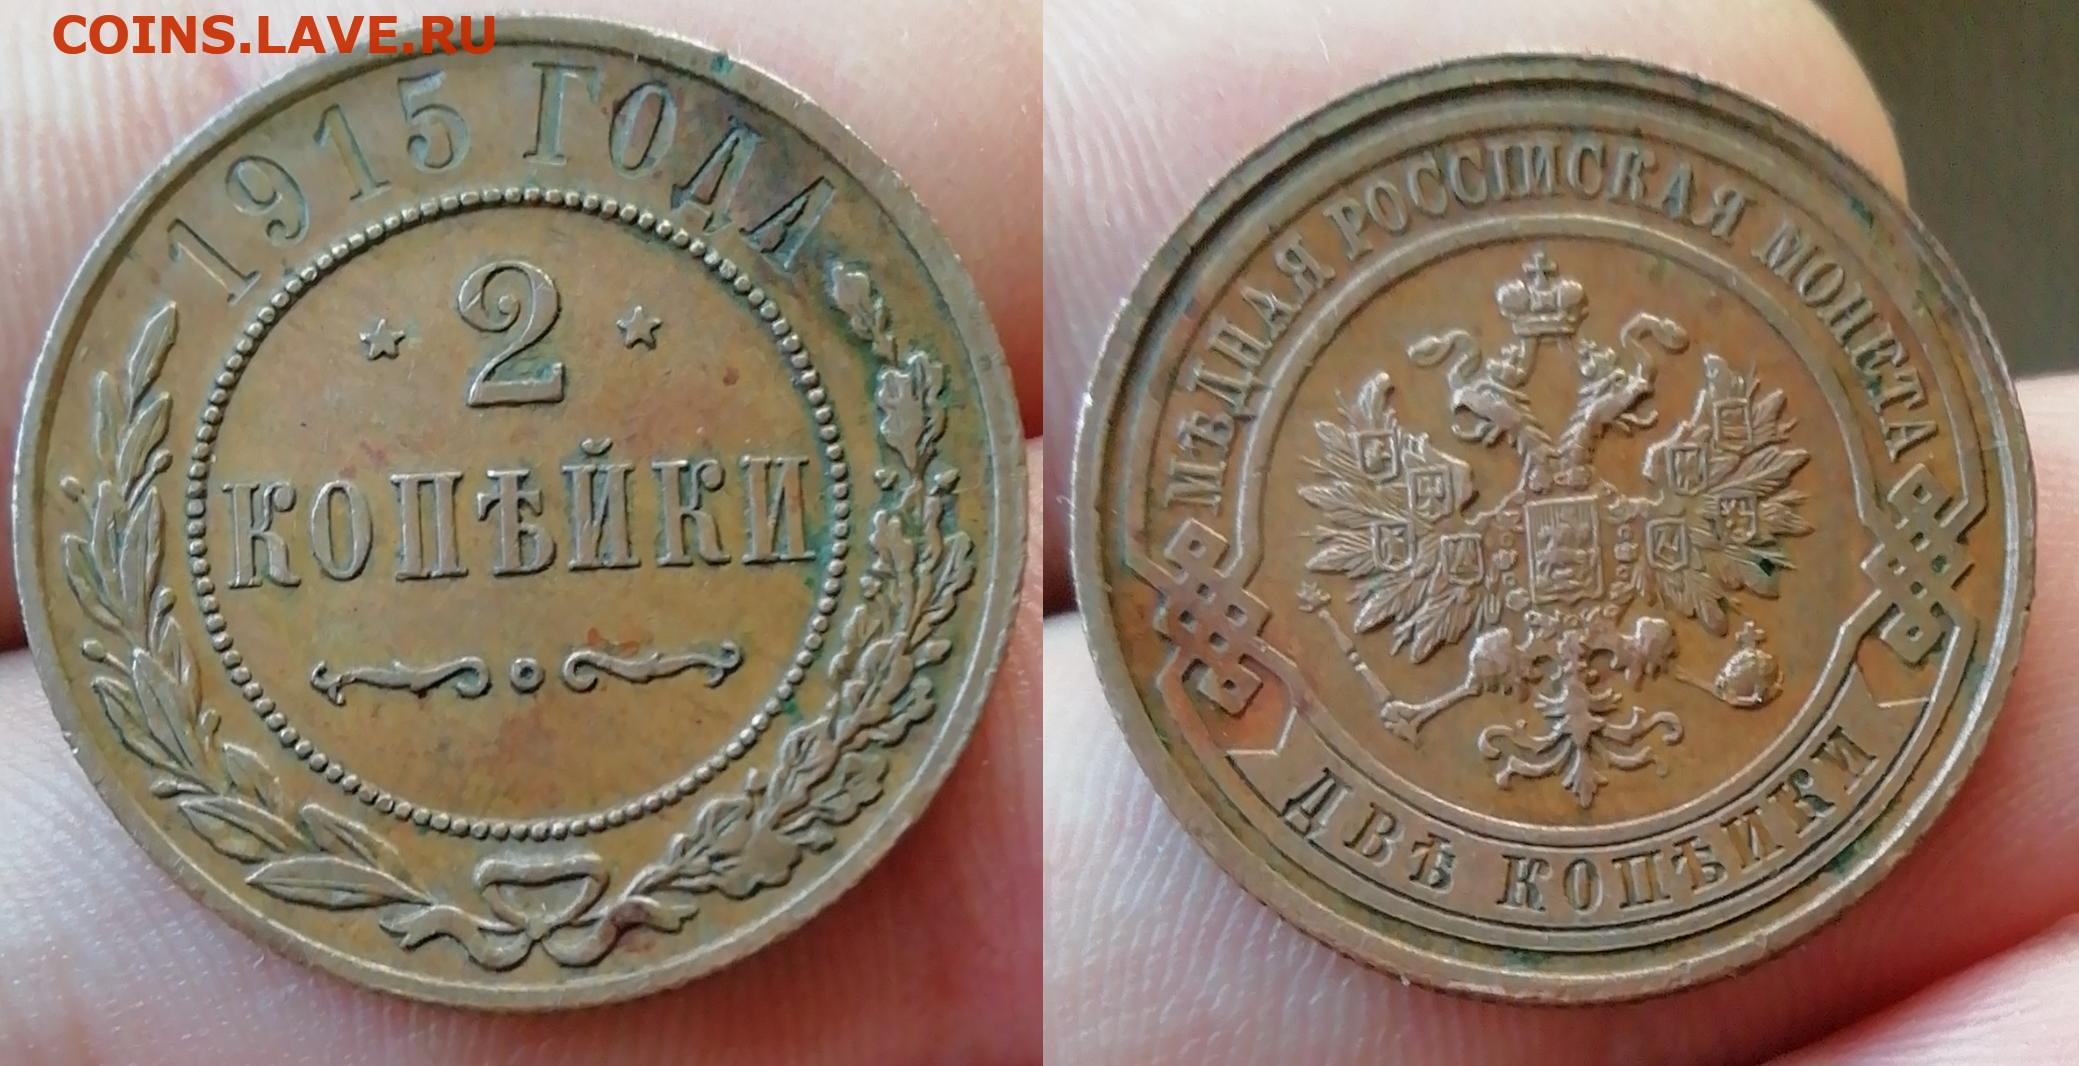 COINS.LAVE.RU
1915 ГОДА
2
КОПѢЙКИ
МѢДНАЯ РОССІЙСКАЯ МОНЕТА
ДВѢ КОПѢЙКИ